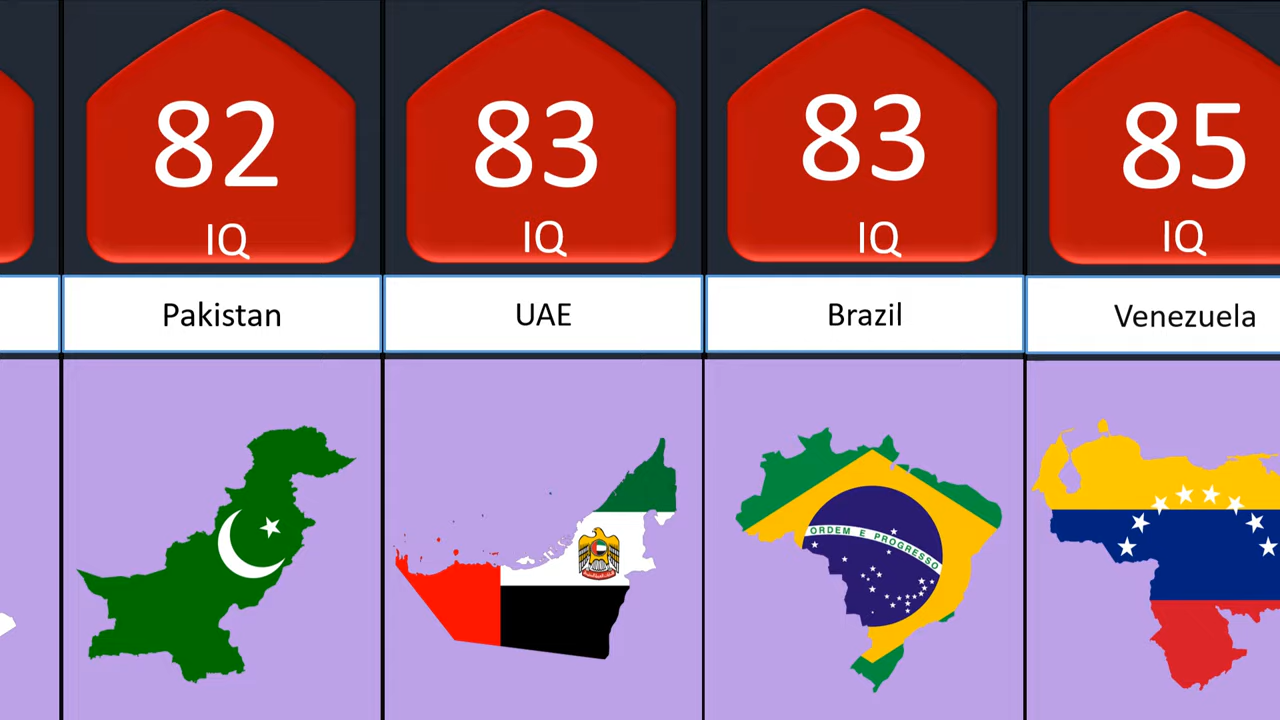 82
IQ
Pakistan
83
IQ
UAE
83
IQ
Brazil
ORDEM E PROGRESSO
85
IQ
Venezuela